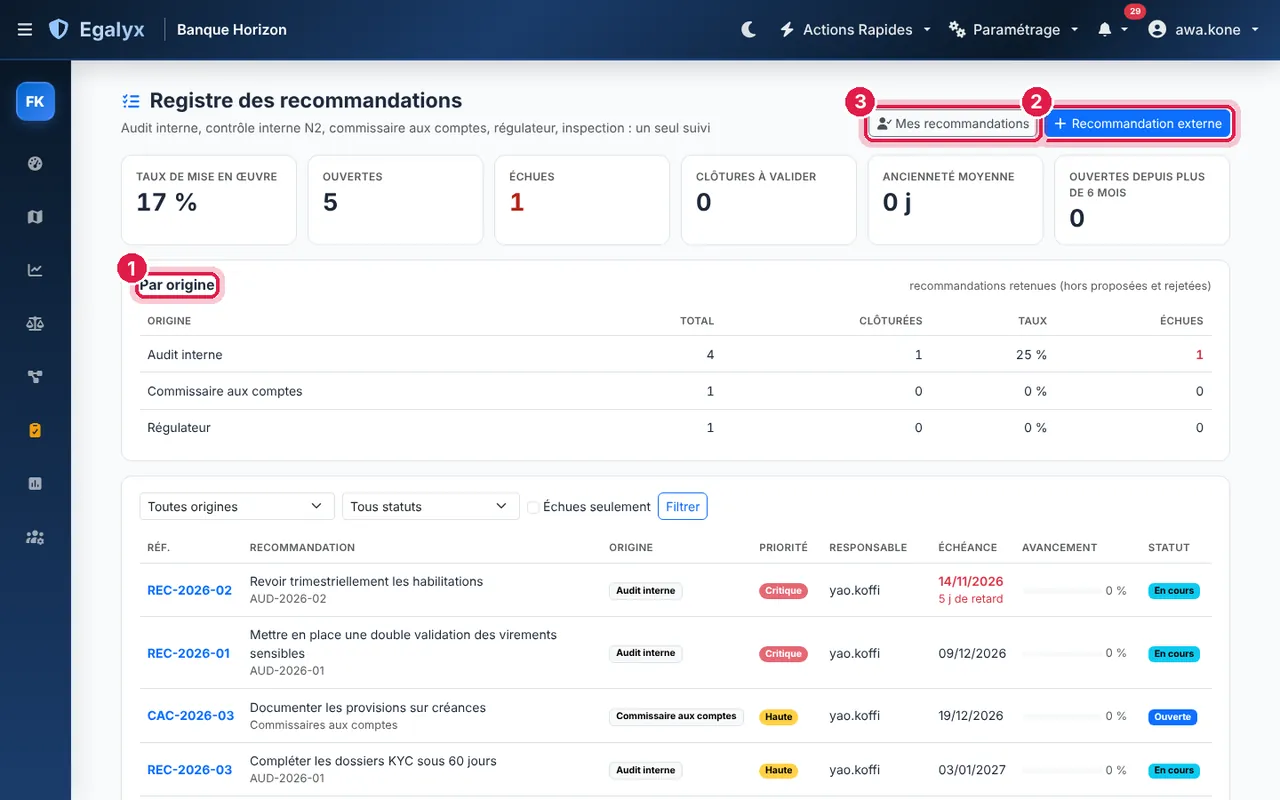 Egalyx
Banque Horizon
Actions Rapides
Paramétrage
29
awa.kone
FK
Registre des recommandations
Audit interne, contrôle interne N2, commissaire aux comptes, régulateur, inspection : un seul suivi
3
Mes recommandations
2
+ Recommandation externe
TAUX DE MISE EN ŒUVRE
17 %
OUVERTES
5
ÉCHUES
1
CLÔTURES À VALIDER
0
ANCIENNETÉ MOYENNE
0 j
OUVERTES DEPUIS PLUS
DE 6 MOIS
0
1
Par origine
recommandations retenues (hors proposées et rejetées)
ORIGINE TOTAL CLÔTURÉES TAUX ÉCHUES
Audit interne 4 1 25 % 1
Commissaire aux comptes 1 0 0 % 0
Régulateur 1 0 0 % 0
Toutes origines Tous statuts Échues seulement Filtrer
RÉF. RECOMMANDATION ORIGINE PRIORITÉ RESPONSABLE ÉCHÉANCE AVANCEMENT STATUT
REC-2026-02 Revoir trimestriellement les habilitations Audit interne Critique yao.koffi 14/11/2026 0 % En cours
AUD-2026-02 5 j de retard
Mettre en place une double validation des virements
REC-2026-01 sensibles Audit interne Critique yao.koffi 09/12/2026 0 % En cours
AUD-2026-01
CAC-2026-03 Documenter les provisions sur créances Commissaire aux comptes Haute yao.koffi 19/12/2026 0 % Ouverte
Commissaires aux comptes
REC-2026-03 Compléter les dossiers KYC sous 60 jours Audit interne Haute yao.koffi 03/01/2027 0 % En cours
AUD-2026-01